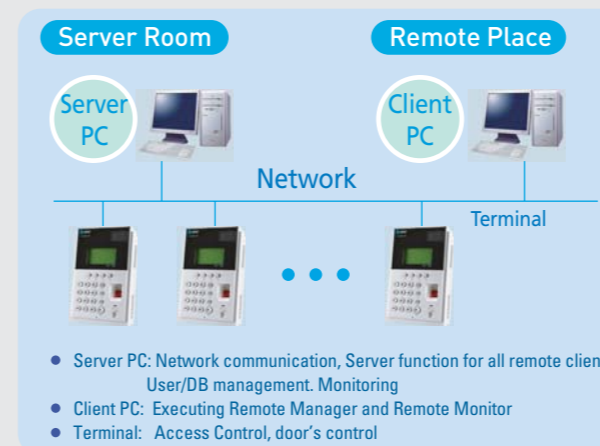 Server Room
Remote Place
Server
PC
Client
PC
Network
Terminal
● Server PC: Network communication, Server function for all remote clien
User/DB management. Monitoring
● Client PC: Executing Remote Manager and Remote Monitor
● Terminal: Access Control, door's control